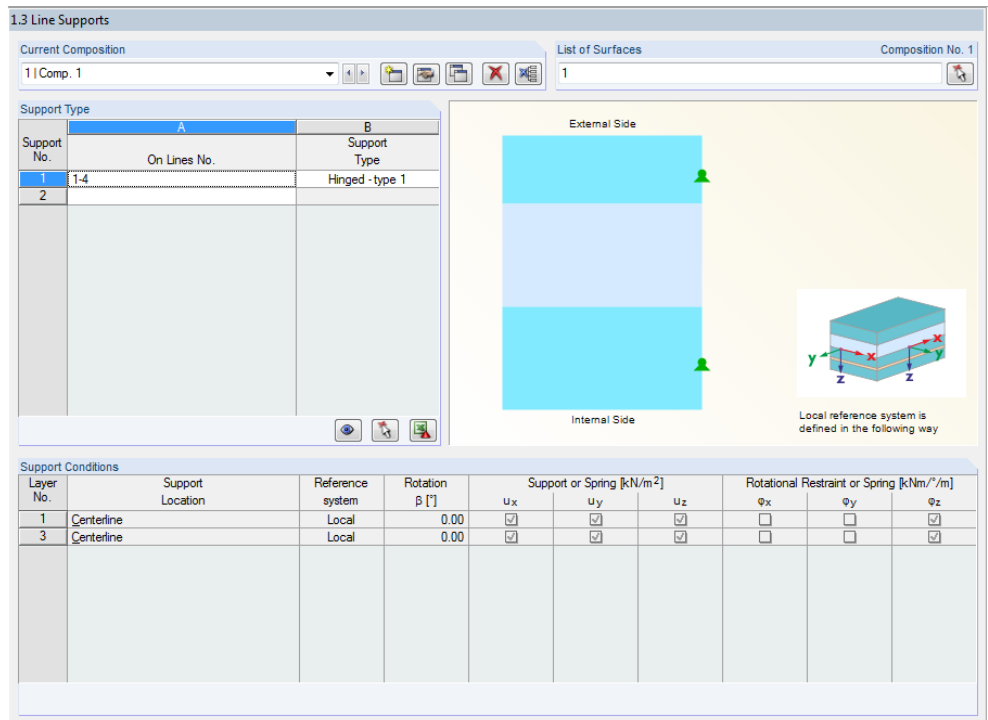 1.3 Line Supports
Current Composition
List of Surfaces
Composition No. 1
1 | Comp. 1
1
Support Type
Support No.
A
On Lines No.
B
Support Type
1 1-4 Hinged - type 1
2
External Side
Internal Side
x
y
z
x
y
z
Local reference system is
defined in the following way
Support Conditions
Layer No.
Support Location
Reference system
Rotation β [°]
Support or Spring [kN/m²]
ux uy uz
Rotational Restraint or Spring [kNm/°/m]
φx φy φz
1 Centerline Local 0.00
3 Centerline Local 0.00